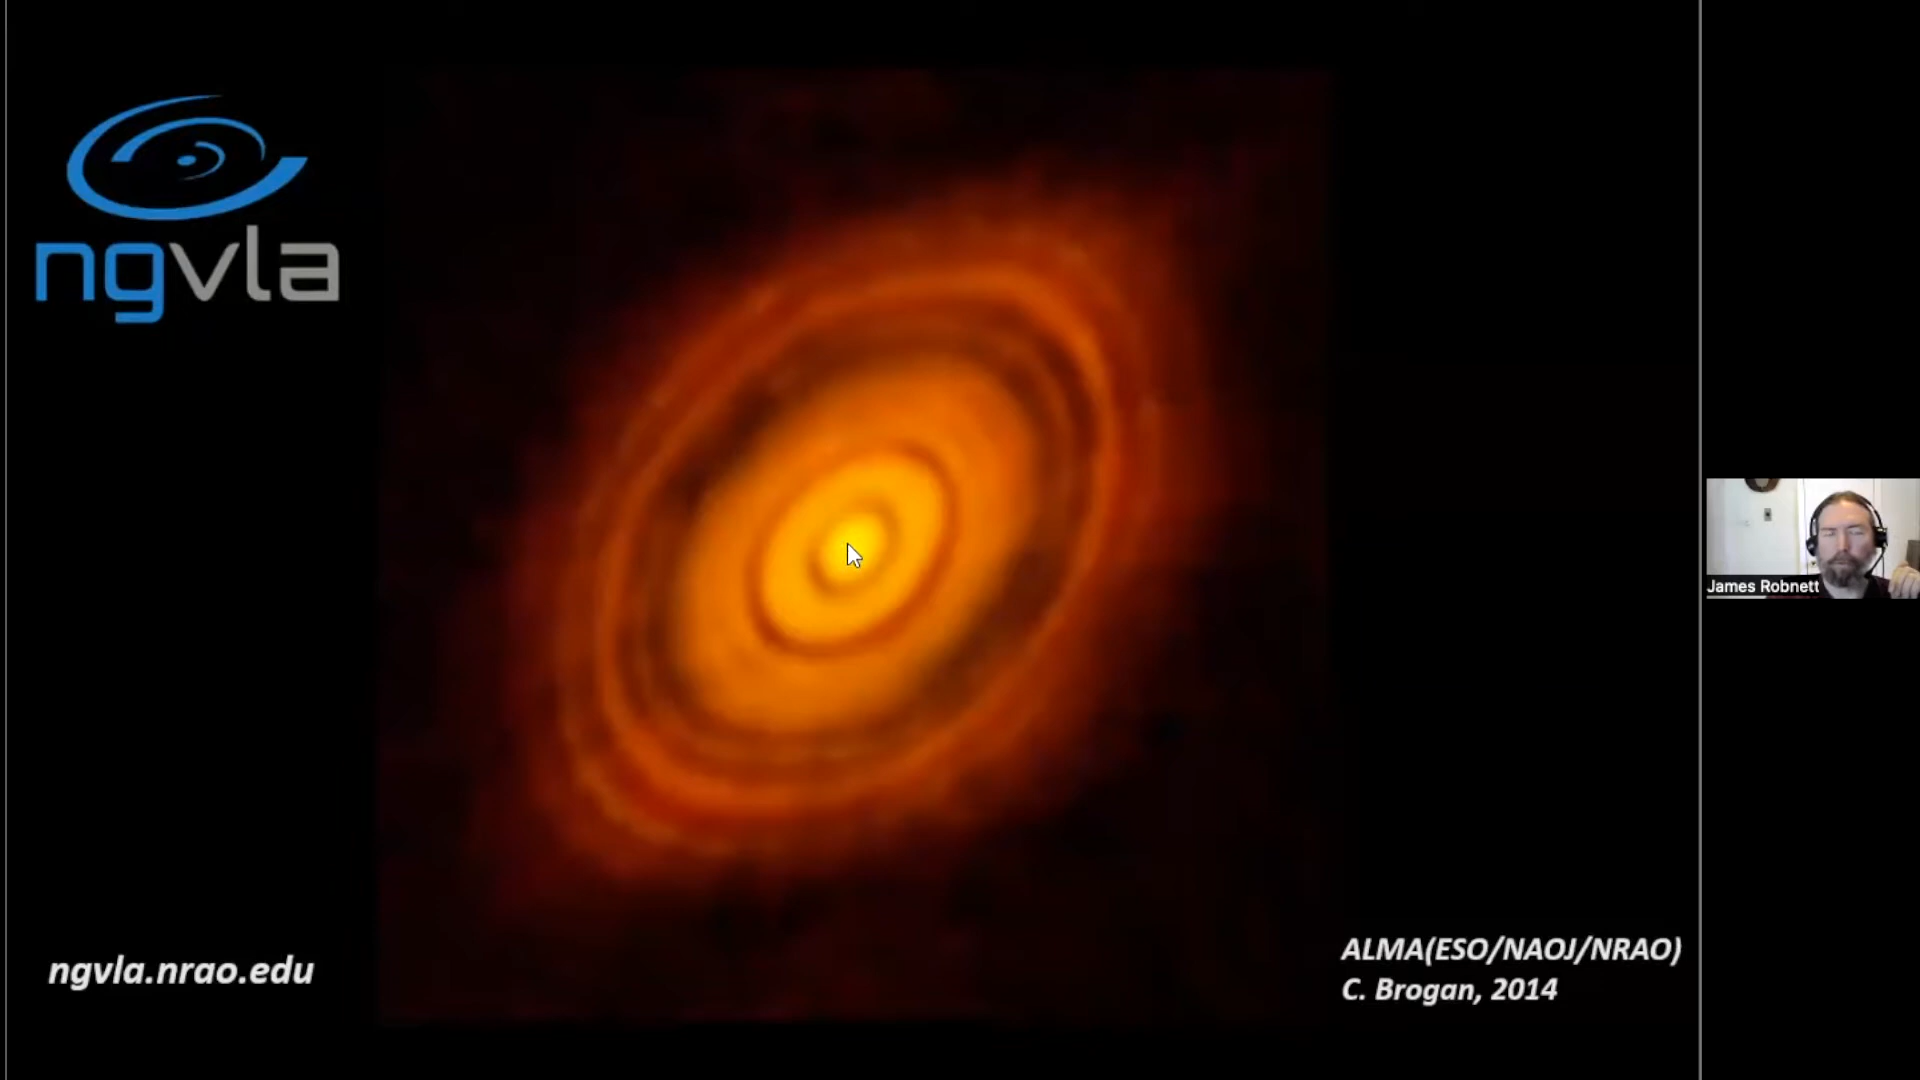 ngvla
ngvla.nrao.edu
ALMA(ESO/NAOJ/NRAO)
C. Brogan, 2014
James Robnett